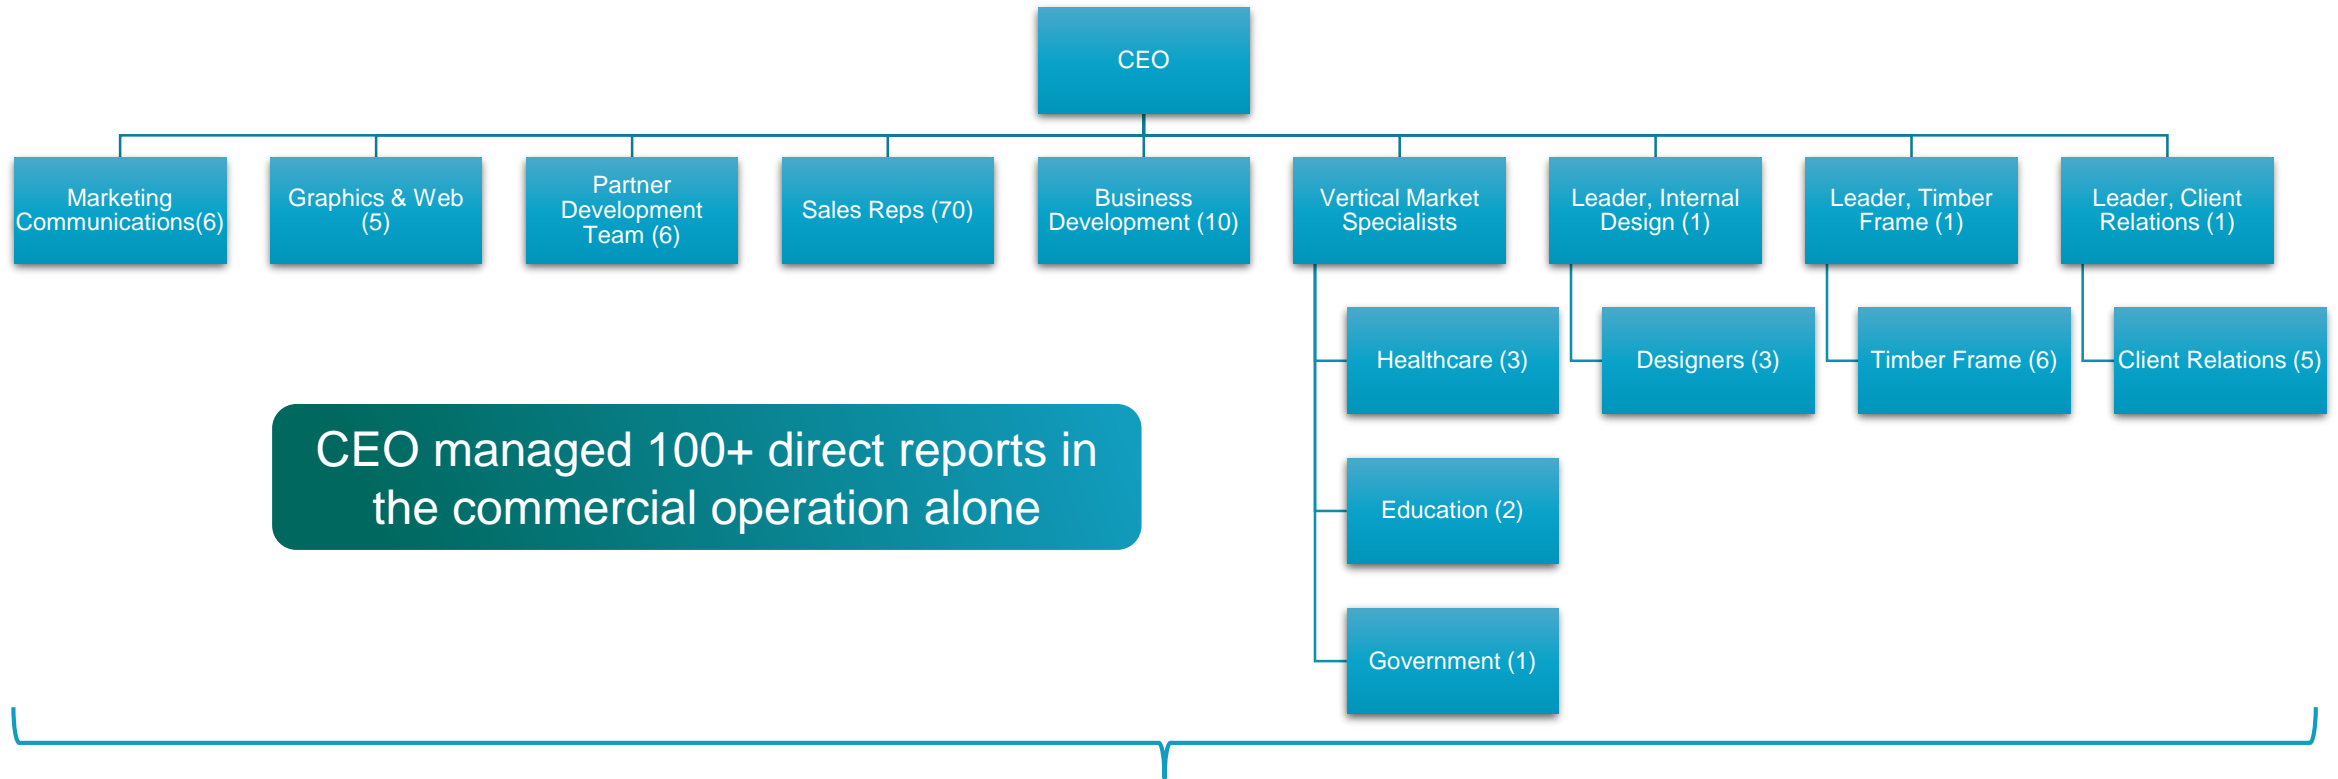 CEO
Marketing
Communications(6)
Graphics & Web
(5)
Partner
Development
Team (6)
Sales Reps (70)
Business
Development (10)
Vertical Market
Specialists
Leader, Internal
Design (1)
Leader, Timber
Frame (1)
Leader, Client
Relations (1)
Healthcare (3)
Designers (3)
Timber Frame (6)
Client Relations (5)
CEO managed 100+ direct reports in
the commercial operation alone
Education (2)
Government (1)